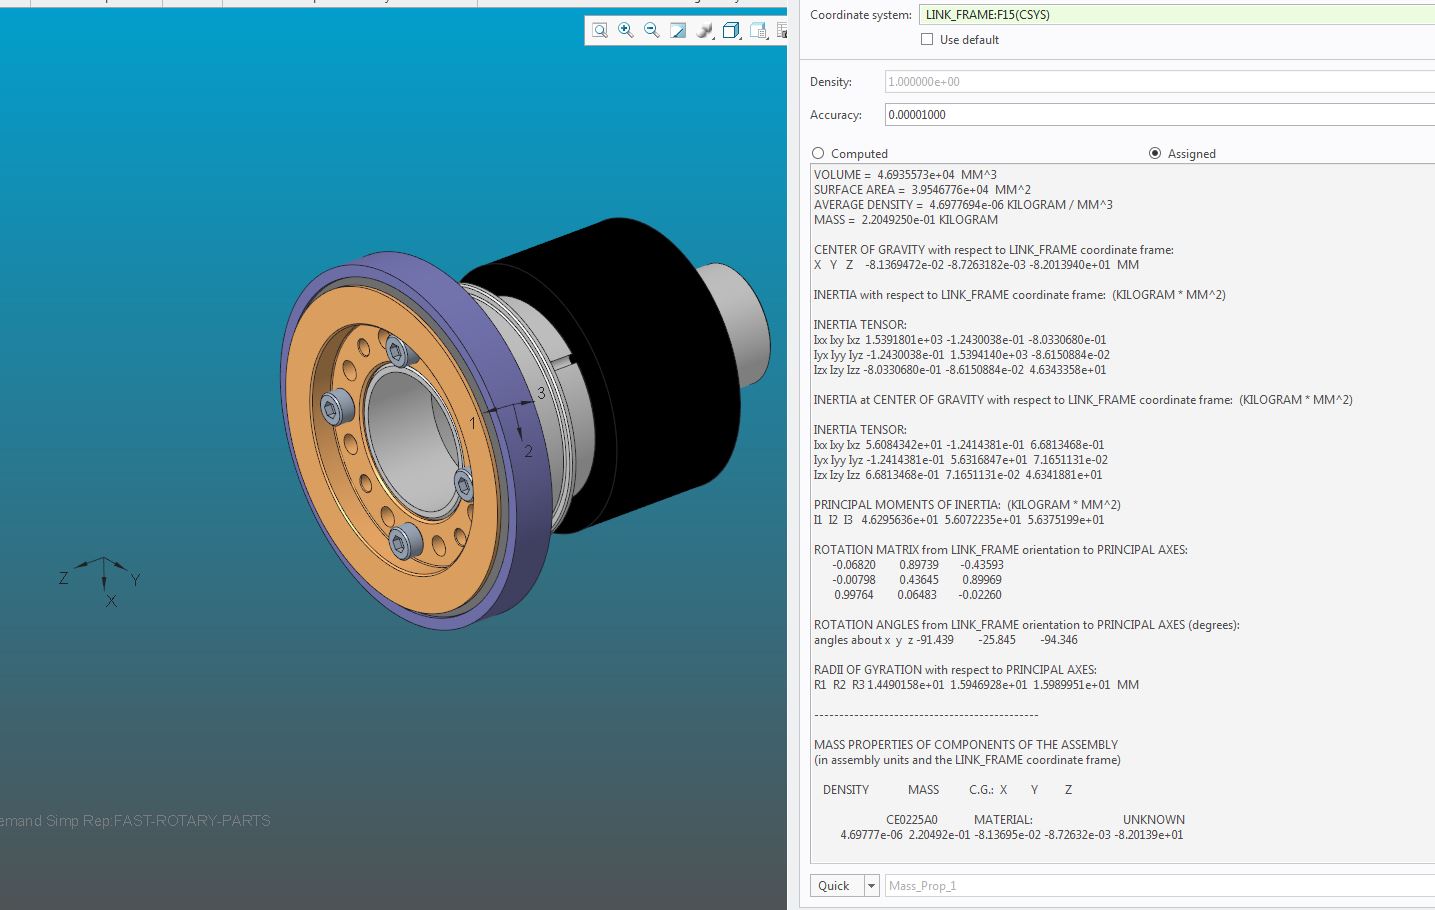 Coordinate system: LINK_FRAME:F15(CSYS)
Use default
Density: 1.000000e+00
Accuracy: 0.00001000
Computed Assigned
VOLUME = 4.6935573e+04 MM^3
SURFACE AREA = 3.9546776e+04 MM^2
AVERAGE DENSITY = 4.6977694e-06 KILOGRAM / MM^3
MASS = 2.2049250e-01 KILOGRAM
CENTER OF GRAVITY with respect to LINK_FRAME coordinate frame:
X Y Z -8.1369472e-02 -8.7263182e-03 -8.2013940e+01 MM
INERTIA with respect to LINK_FRAME coordinate frame: (KILOGRAM * MM^2)
INERTIA TENSOR:
Ixx Ixy Ixz 1.5391801e+03 -1.2430038e-01 -8.0330680e-01
Iyx Iyy Iyz -1.2430038e-01 1.5394140e+03 -8.6150884e-02
Izx Izy Izz -8.0330680e-01 -8.6150884e-02 4.6343358e+01
INERTIA at CENTER OF GRAVITY with respect to LINK_FRAME coordinate frame: (KILOGRAM * MM^2)
INERTIA TENSOR:
Ixx Ixy Ixz 5.6084342e+01 -1.2414381e-01 6.6813468e-01
Iyx Iyy Iyz -1.2414381e-01 5.6316847e+01 7.1651131e-02
Izx Izy Izz 6.6813468e-01 7.1651131e-02 4.6341881e+01
PRINCIPAL MOMENTS OF INERTIA: (KILOGRAM * MM^2)
I1 I2 I3 4.6295636e+01 5.6072235e+01 5.6375199e+01
ROTATION MATRIX from LINK_FRAME orientation to PRINCIPAL AXES:
-0.06820 0.89739 -0.43593
-0.00798 0.43645 0.89969
0.99764 0.06483 -0.02260
ROTATION ANGLES from LINK_FRAME orientation to PRINCIPAL AXES (degrees):
angles about x y z -91.439 -25.845 -94.346
RADII OF GYRATION with respect to PRINCIPAL AXES:
R1 R2 R3 1.4490158e+01 1.5946928e+01 1.5989951e+01 MM
---------------------------------------------
MASS PROPERTIES OF COMPONENTS OF THE ASSEMBLY
(in assembly units and the LINK_FRAME coordinate frame)
DENSITY MASS C.G.: X Y Z
CE0225A0 MATERIAL: UNKNOWN
4.69777e-06 2.20492e-01 -8.13695e-02 -8.72632e-03 -8.20139e+01
Quick Mass_Prop_1
3
1
2
Z Y
X
emand Simp Rep:FAST-ROTARY-PARTS